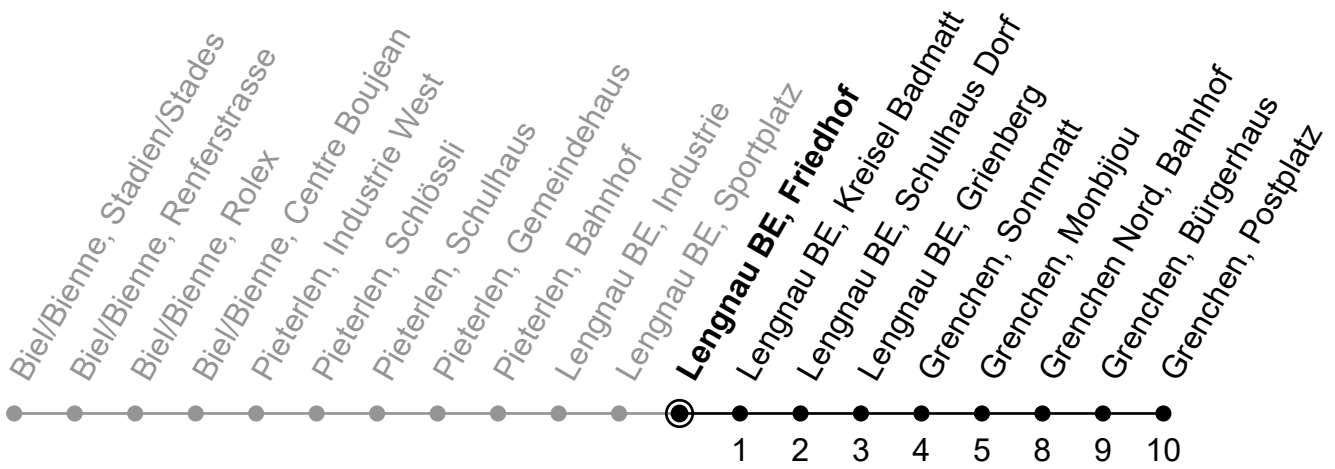 Biel/Bienne, Stadien/Stades
Biel/Bienne, Renferstrasse
Biel/Bienne, Rolex
Biel/Bienne, Centre Boujean
Pieterlen, Industrie West
Pieterlen, Schlössli
Pieterlen, Schulhaus
Pieterlen, Gemeindehaus
Pieterlen, Bahnhof
Lengnau BE, Industrie
Lengnau BE, Sportplatz
Lengnau BE, Friedhof
Lengnau BE, Kreisel Badmatt
Lengnau BE, Schulhaus Dorf
Lengnau BE, Grienberg
Grenchen, Sonnmatt
Grenchen, Monbijou
Grenchen Nord, Bahnhof
Grenchen, Bürgerhaus
Grenchen, Postplatz
1 2 3 4 5 8 9 10